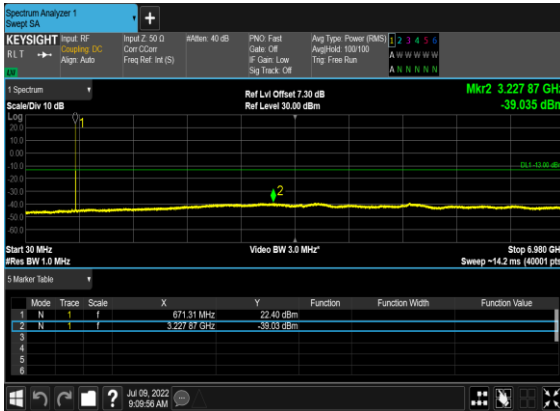 Spectrum Analyzer 1
Swept SA
KEYSIGHT Input: RF Input Z: 50 Ω #Atten: 40 dB PNO: Fast Avg Type: Power (RMS) 1 2 3 4 5 6
RLT Coupling: DC Corr CCorr Gate: Off Avg|Hold: 100/100 A W W W W W
Align: Auto Freq Ref: Int (S) IF Gain: Low Trig: Free Run
Sig Track: Off A N N N N N
1 Spectrum
Ref Lvl Offset 7.30 dB Mkr2 3.227 87 GHz
Scale/Div 10 dB Ref Level 30.00 dBm -39.035 dBm
Log
1
20.0
10.0
0.00
-10.0
DL1 -13.00 dBm
-20.0
-30.0
2
-40.0
-50.0
-60.0
Start 30 MHz Video BW 3.0 MHz* Stop 6.980 GHz
#Res BW 1.0 MHz Sweep ~14.2 ms (40001 pts)
5 Marker Table
Mode Trace Scale X Y Function Function Width Function Value
1 N 1 f 671.31 MHz 22.40 dBm
2 N 1 f 3.227 87 GHz -39.03 dBm
3
4
5
6
Jul 09, 2022
9:09:56 AM